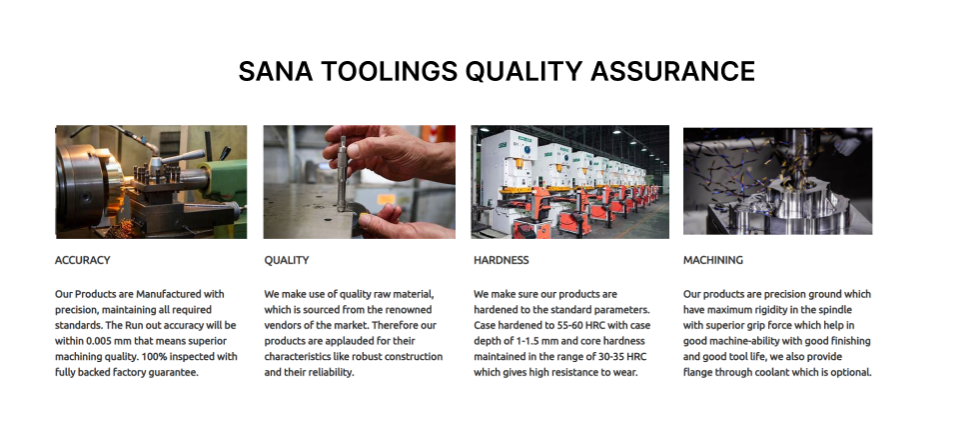 SANA TOOLINGS QUALITY ASSURANCE
ACCURACY
Our Products are Manufactured with
precision, maintaining all required
standards. The Run out accuracy will be
within 0.005 mm that means superior
machining quality. 100% inspected with
fully backed factory guarantee.
QUALITY
We make use of quality raw material,
which is sourced from the renowned
vendors of the market. Therefore our
products are applauded for their
characteristics like robust construction
and their reliability.
HARDNESS
We make sure our products are
hardened to the standard parameters.
Case hardened to 55-60 HRC with case
depth of 1-1.5 mm and core hardness
maintained in the range of 30-35 HRC
which gives high resistance to wear.
MACHINING
Our products are precision ground which
have maximum rigidity in the spindle
with superior grip force which help in
good machine-ability with good finishing
and good tool life, we also provide
flange through coolant which is optional.